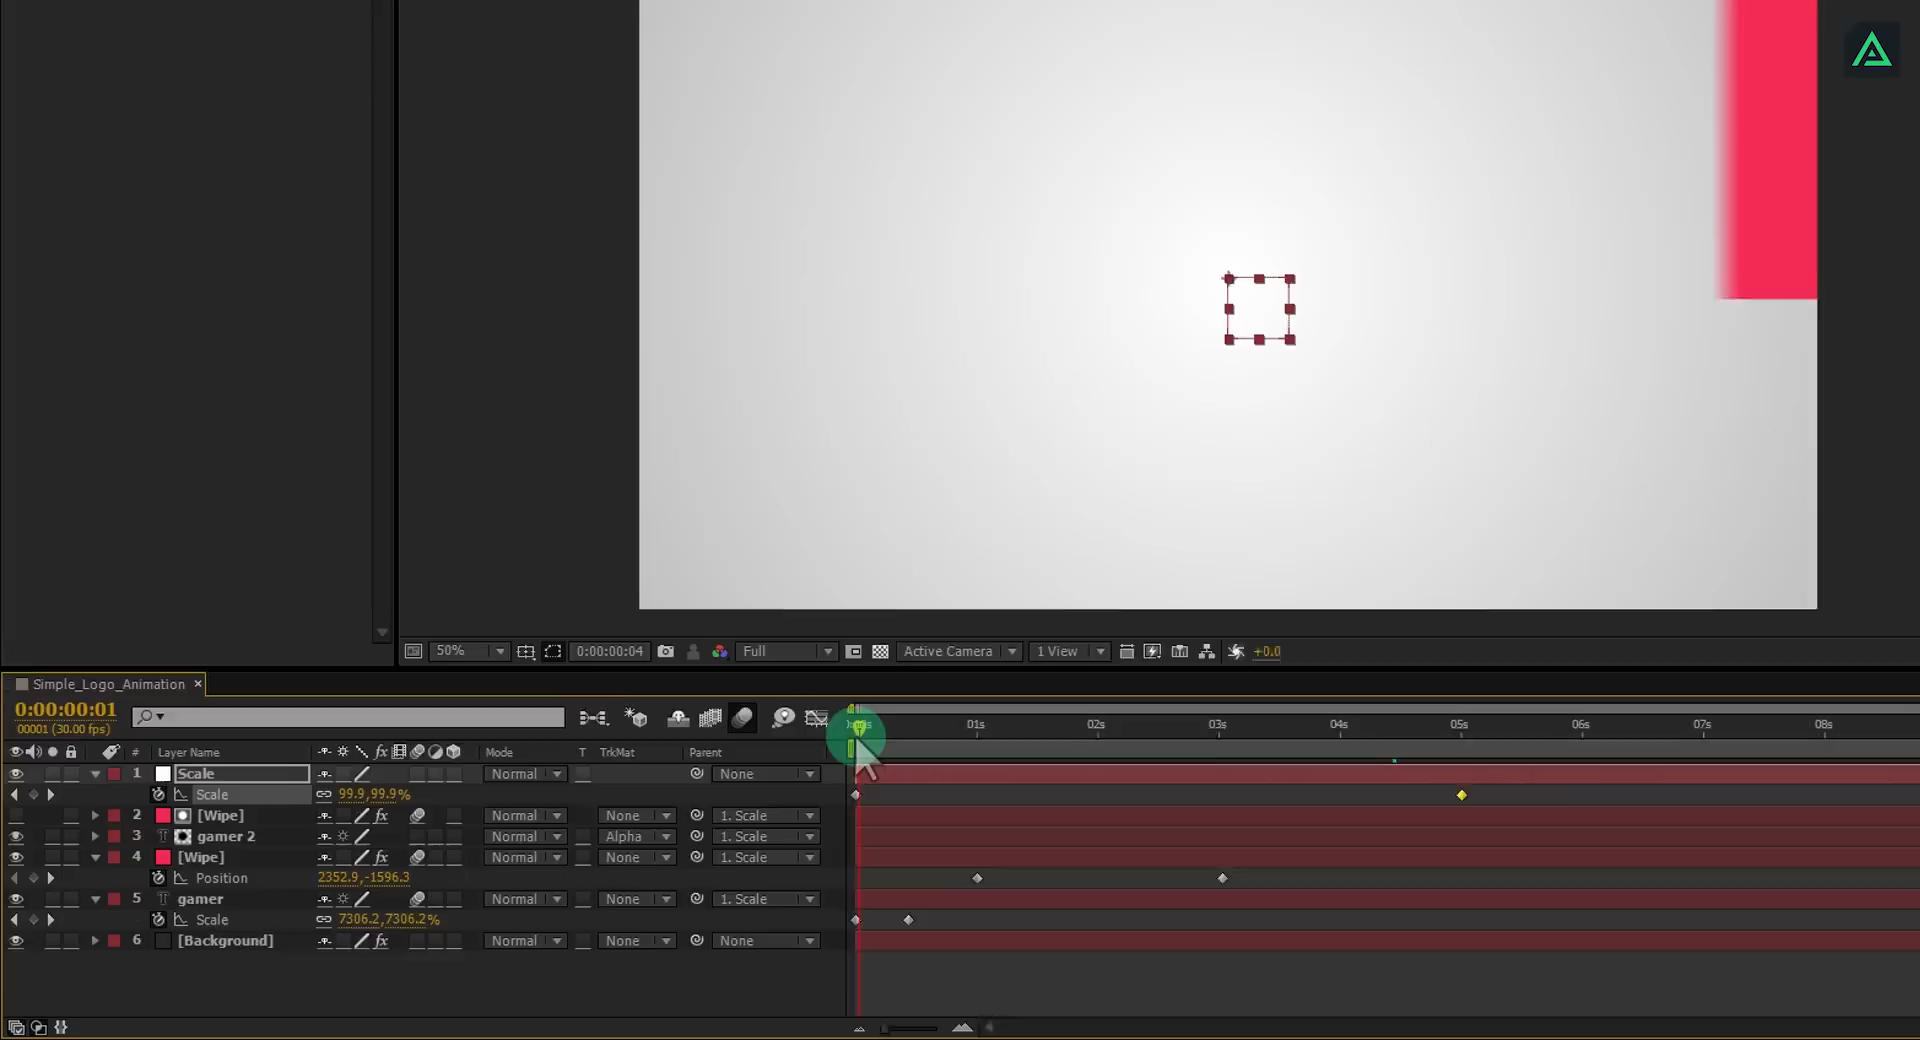 50% 0:00:00:04 Full Active Camera 1 View +0.0
Simple_Logo_Animation ×
0:00:00:01
00001 (30.00 fps)
01s 02s 03s 04s 05s 06s 07s 08s
# Layer Name fx Mode T TrkMat Parent
1 Scale Normal None
Scale 99.9,99.9%
2 [Wipe] fx Normal None 1. Scale
3 T gamer 2 Normal Alpha 1. Scale
4 [Wipe] fx Normal None 1. Scale
Position 2352.9,-1596.3
5 T gamer Normal None 1. Scale
Scale 7306.2,7306.2%
6 [Background] fx Normal None None